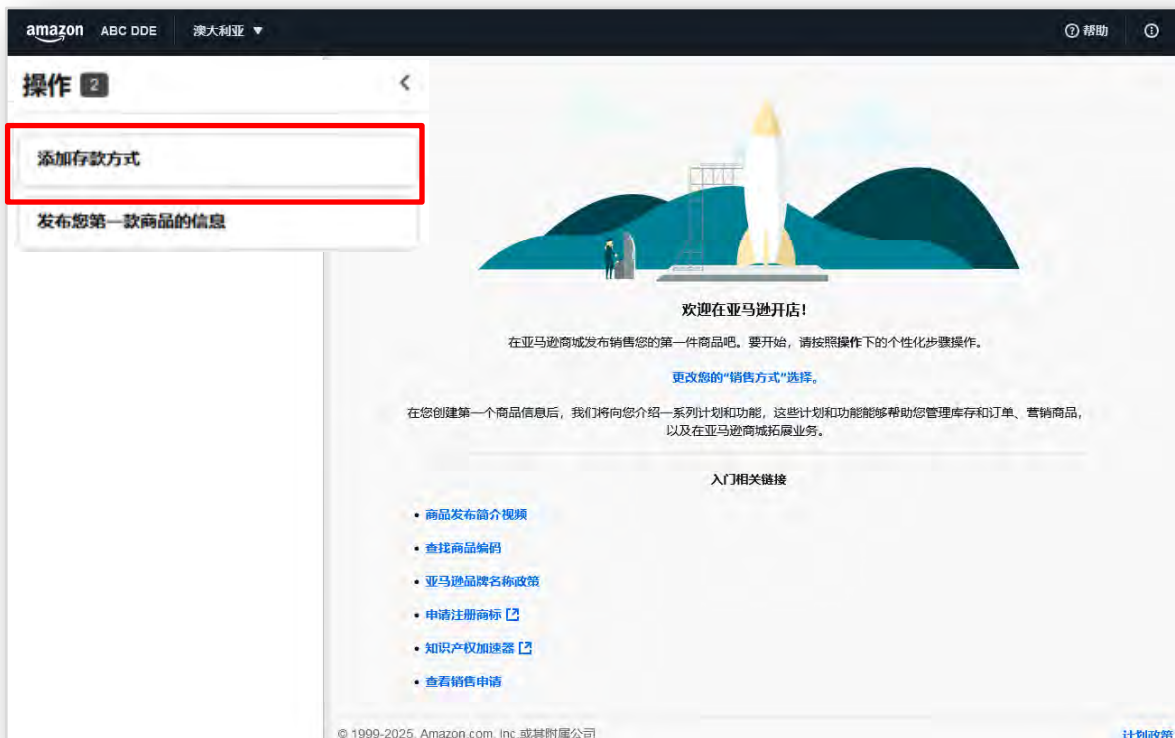 amazon ABC DDE 澳大利亚 帮助
操作 2
添加存款方式
发布您第一款商品的信息
欢迎在亚马逊开店！
在亚马逊商城发布销售您的第一件商品吧。要开始，请按照操作下的个性化步骤操作。
更改您的“销售方式”选择。
在您创建第一个商品信息后，我们将向您介绍一系列计划和功能，这些计划和功能能够帮助您管理库存和订单、营销商品，
以及在亚马逊商城拓展业务。
入门相关链接
商品发布简介视频
查找商品编码
亚马逊品牌名称政策
申请注册商标
知识产权加速器
查看销售申请
© 1999-2025, Amazon.com, Inc.或其附属公司 计划政策